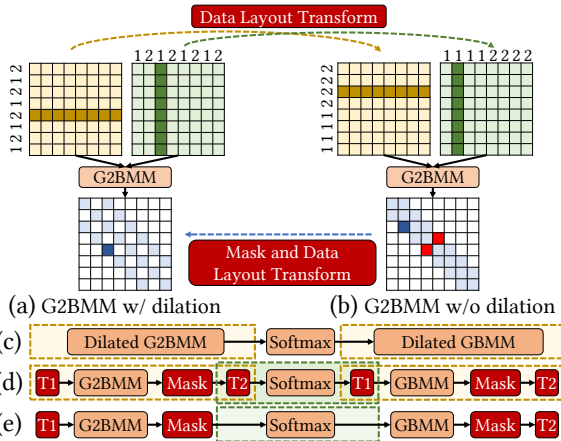 Data Layout Transform
1 2 1 2 1 2 1 2
1 1 1 1 2 2 2 2
1 2 1 2 1 2 1 2
1 1 1 1 2 2 2 2
G2BMM
G2BMM
Mask and Data
Layout Transform
(a) G2BMM w/ dilation
(b) G2BMM w/o dilation
(c) Dilated G2BMM Softmax Dilated GBMM
(d) T1 G2BMM Mask T2 Softmax T1 GBMM Mask T2
(e) T1 G2BMM Mask Softmax GBMM Mask T2